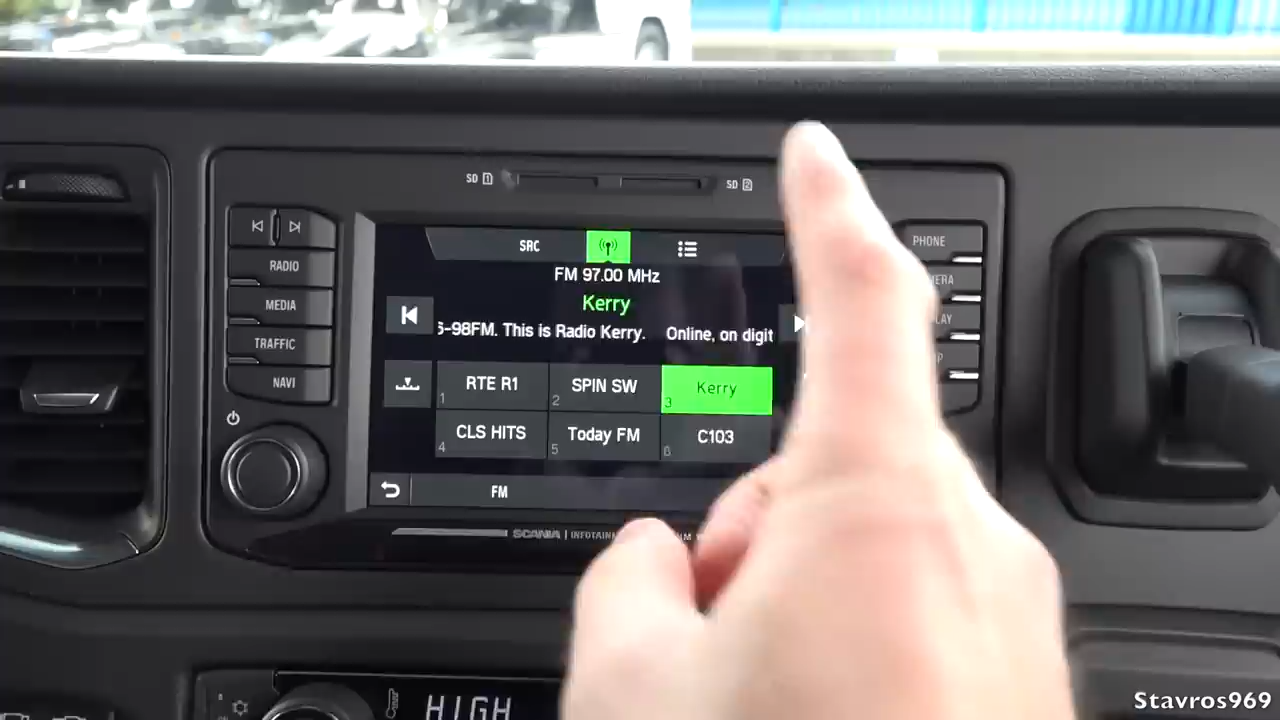 SD 1
SD 2
RADIO
MEDIA
TRAFFIC
NAVI
PHONE
SRC
FM 97.00 MHz
Kerry
-98FM. This is Radio Kerry. Online, on digit
1 RTE R1
2 SPIN SW
3 Kerry
4 CLS HITS
5 Today FM
6 C103
FM
SCANIA
HIGH
Stavros969